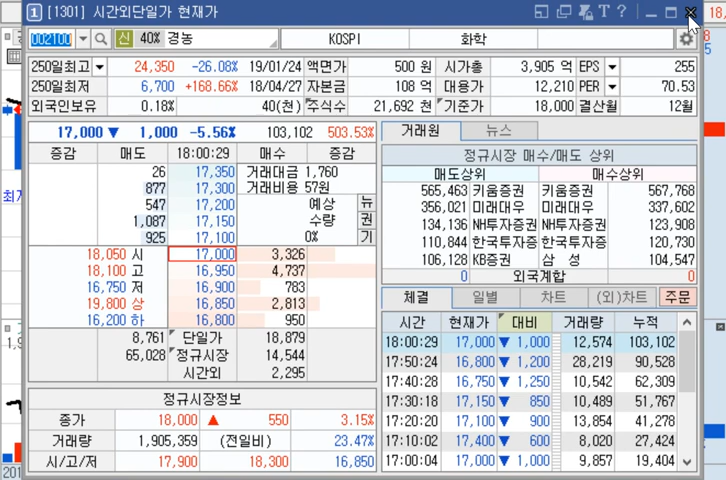 1 [1301] 시간외단일가 현재가
T ?
002100 신 40% 경농 KOSPI 화학
250일최고 24,350 -26.08% 19/01/24 액면가 500 원 시가총 3,905 억 EPS 255
250일최저 6,700 +168.66% 18/04/27 자본금 108 억 대용가 12,210 PER 70.53
외국인보유 0.18% 40(천) 주식수 21,692 천 기준가 18,000 결산월 12월
17,000 ▼ 1,000 -5.56% 103,102 503.53%
증감 매도 18:00:29 매수 증감
26 17,350 거래대금 1,760
877 17,300 거래비용 57원
547 17,200 예상 뉴
1,087 17,150 수량 권
925 17,100 0% 기
18,050 시 17,000 3,326
18,100 고 16,950 4,737
16,750 저 16,900 783
19,800 상 16,850 2,813
16,200 하 16,800 950
8,761 단일가 18,879
65,028 정규시장 14,544
시간외 2,295
정규시장정보
종가 18,000 ▲ 550 3.15%
거래량 1,905,359 (전일비) 23.47%
시/고/저 17,900 18,300 16,850
거래원 뉴스
정규시장 매수/매도 상위
매도상위 매수상위
565,463 키움증권 키움증권 567,768
356,021 미래대우 미래대우 337,602
134,136 NH투자증권 NH투자증권 123,908
110,844 한국투자증 한국투자증 120,730
106,128 KB증권 삼 성 104,547
0 외국계합 0
체결 일별 차트 (외)차트 주문
시간 현재가 대비 거래량 누적
18:00:29 17,000 ▼ 1,000 12,574 103,102
17:50:24 16,800 ▼ 1,200 28,219 90,528
17:40:28 16,750 ▼ 1,250 10,542 62,309
17:30:18 17,150 ▼ 850 10,489 51,767
17:20:20 17,100 ▼ 900 13,854 41,278
17:10:02 17,400 ▼ 600 8,020 27,424
17:00:04 17,000 ▼ 1,000 9,857 19,404